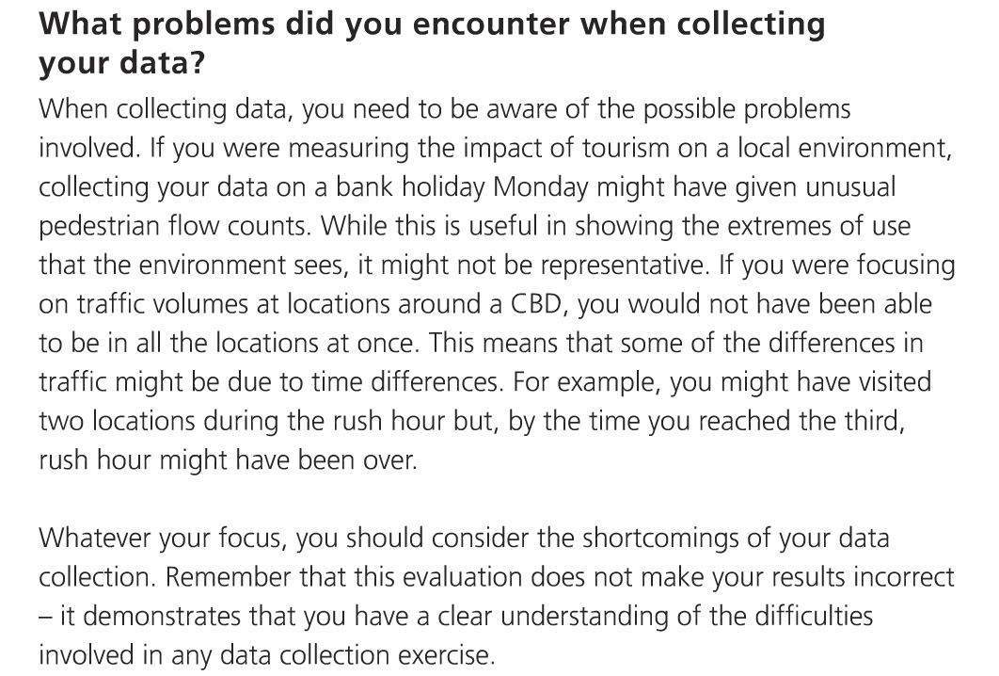 What problems did you encounter when collecting
your data?
When collecting data, you need to be aware of the possible problems
involved. If you were measuring the impact of tourism on a local environment,
collecting your data on a bank holiday Monday might have given unusual
pedestrian flow counts. While this is useful in showing the extremes of use
that the environment sees, it might not be representative. If you were focusing
on traffic volumes at locations around a CBD, you would not have been able
to be in all the locations at once. This means that some of the differences in
traffic might be due to time differences. For example, you might have visited
two locations during the rush hour but, by the time you reached the third,
rush hour might have been over.
Whatever your focus, you should consider the shortcomings of your data
collection. Remember that this evaluation does not make your results incorrect
– it demonstrates that you have a clear understanding of the difficulties
involved in any data collection exercise.